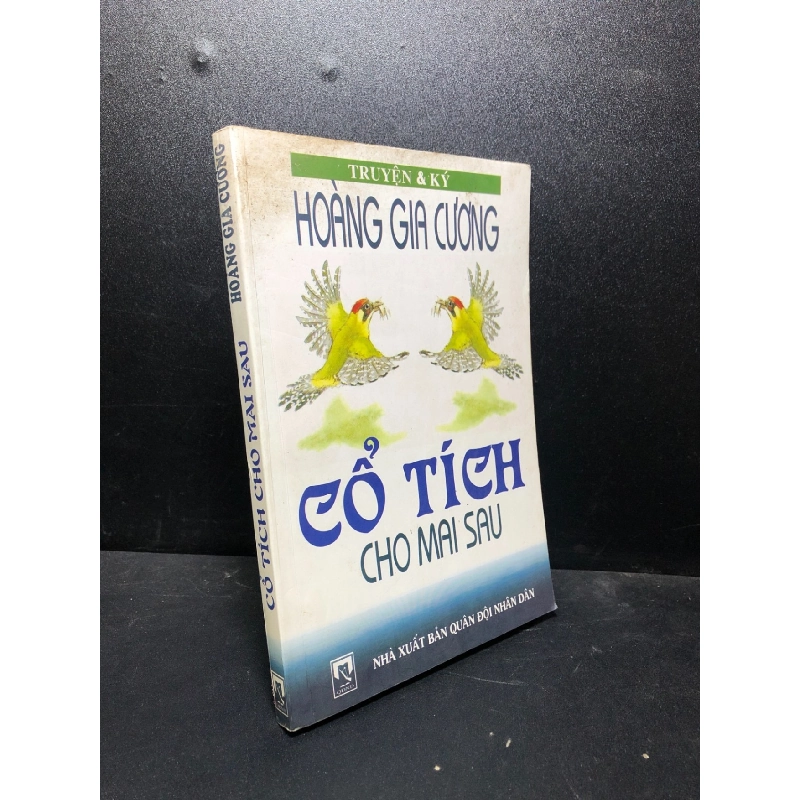 TRUYỆN & KÝ
HOÀNG GIA CƯƠNG
CỔ TÍCH
CHO MAI SAU
NHÀ XUẤT BẢN QUÂN ĐỘI NHÂN DÂN
CỔ TÍCH CHO MAI SAU HOÀNG GIA CƯƠNG